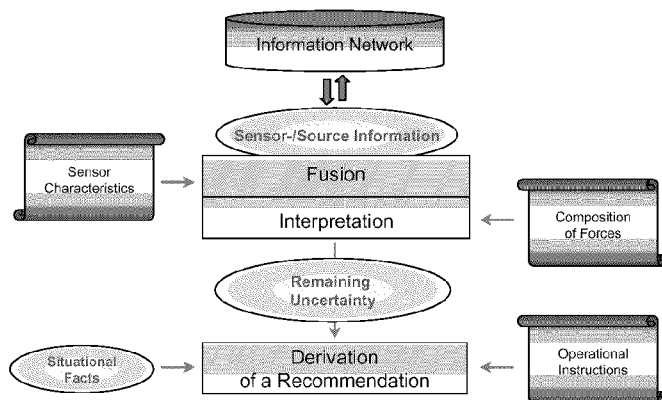 Information Network
Sensor-/Source Information
Sensor
Characteristics
Fusion
Interpretation
Composition
of Forces
Remaining
Uncertainty
Situational
Facts
Derivation
of a Recommendation
Operational
Instructions